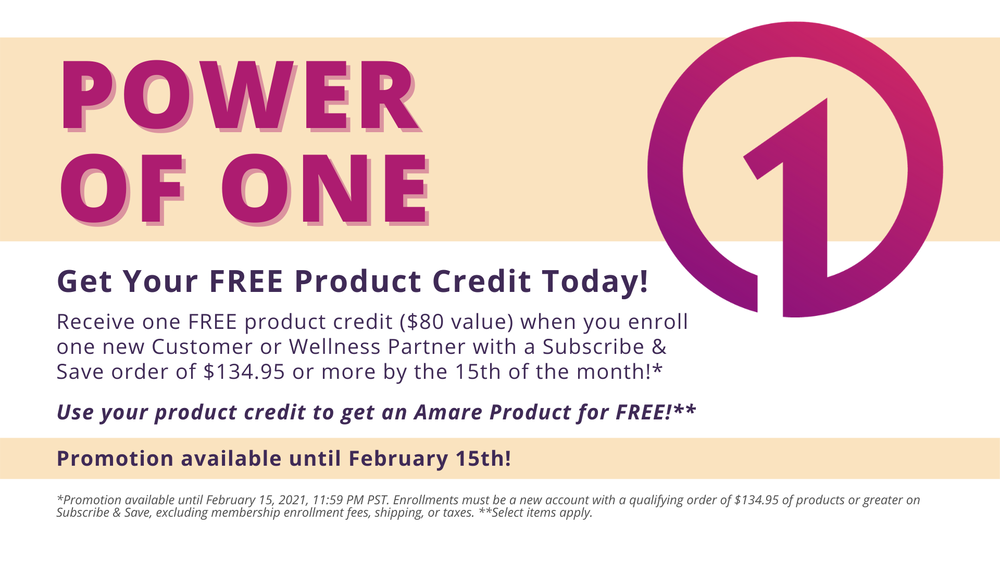 POWER
OF ONE
1
Get Your FREE Product Credit Today!
Receive one FREE product credit ($80 value) when you enroll
one new Customer or Wellness Partner with a Subscribe &
Save order of $134.95 or more by the 15th of the month!*
Use your product credit to get an Amare Product for FREE!**
Promotion available until February 15th!
*Promotion available until February 15, 2021, 11:59 PM PST. Enrollments must be a new account with a qualifying order of $134.95 of products or greater on
Subscribe & Save, excluding membership enrollment fees, shipping, or taxes. **Select items apply.